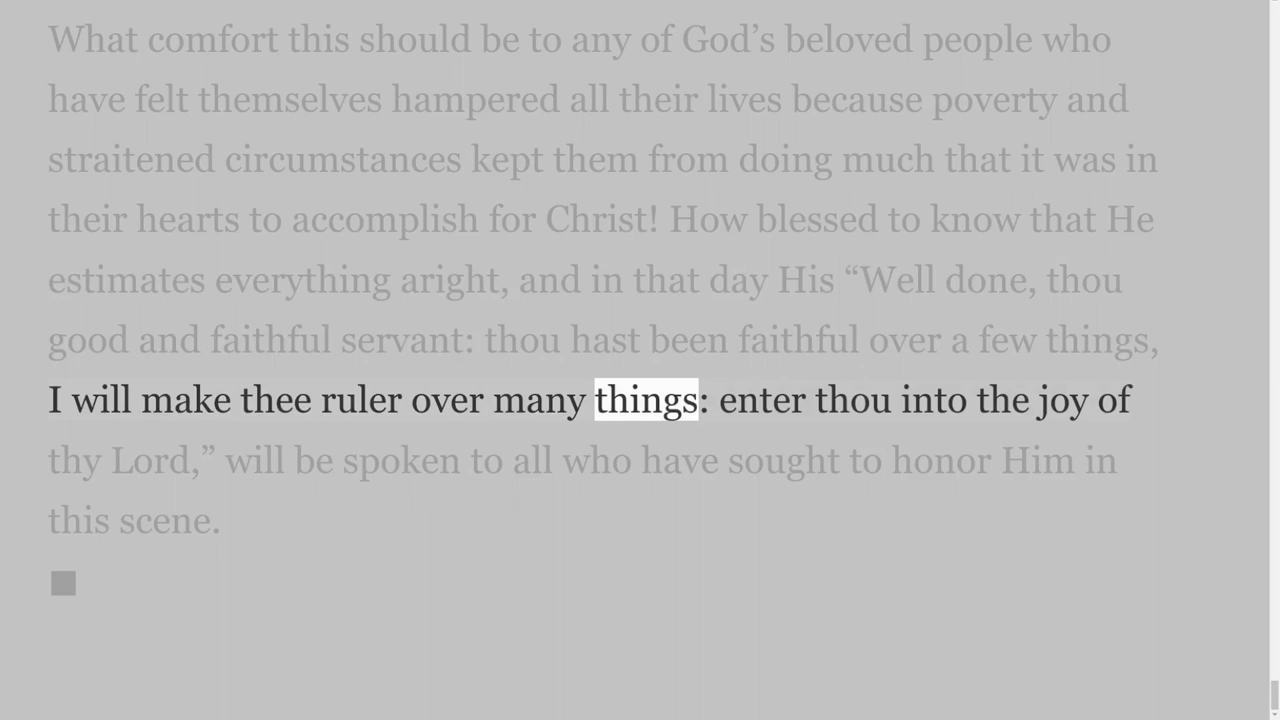 What comfort this should be to any of God’s beloved people who
have felt themselves hampered all their lives because poverty and
straitened circumstances kept them from doing much that it was in
their hearts to accomplish for Christ! How blessed to know that He
estimates everything aright, and in that day His “Well done, thou
good and faithful servant: thou hast been faithful over a few things,
I will make thee ruler over many things: enter thou into the joy of
thy Lord,” will be spoken to all who have sought to honor Him in
this scene.